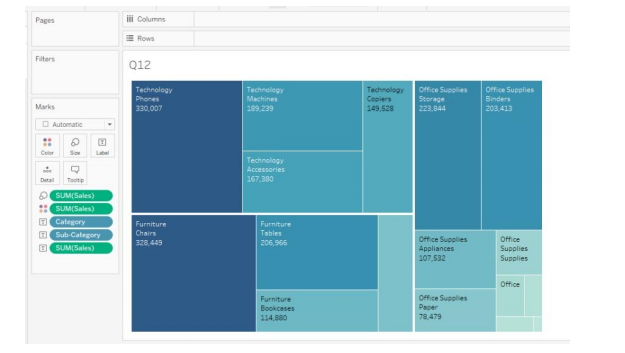 Pages
Columns
Rows
Filters
Q12
Marks
Automatic
Color
Size
Label
Detail
Tooltip
SUM(Sales)
SUM(Sales)
Category
Sub-Category
SUM(Sales)
Technology
Phones
330,007
Technology
Machines
189,239
Technology
Copiers
149,528
Technology
Accessories
167,380
Furniture
Chairs
328,449
Furniture
Tables
206,966
Furniture
Bookcases
114,880
Office Supplies
Storage
223,844
Office Supplies
Binders
203,413
Office Supplies
Appliances
107,532
Office
Supplies
Supplies
Office
Office Supplies
Paper
78,479